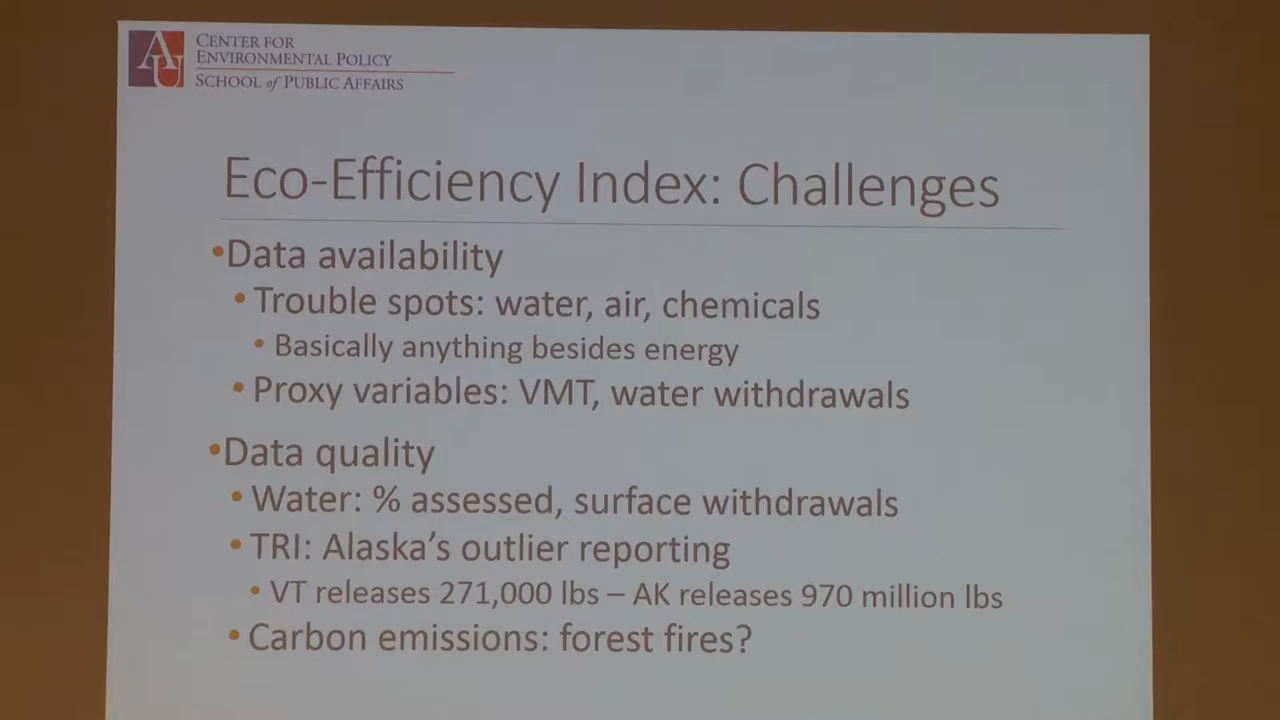 AU
CENTER FOR
ENVIRONMENTAL POLICY
SCHOOL of PUBLIC AFFAIRS
Eco-Efficiency Index: Challenges
•Data availability
• Trouble spots: water, air, chemicals
• Basically anything besides energy
• Proxy variables: VMT, water withdrawals
•Data quality
• Water: % assessed, surface withdrawals
• TRI: Alaska's outlier reporting
• VT releases 271,000 lbs – AK releases 970 million lbs
• Carbon emissions: forest fires?